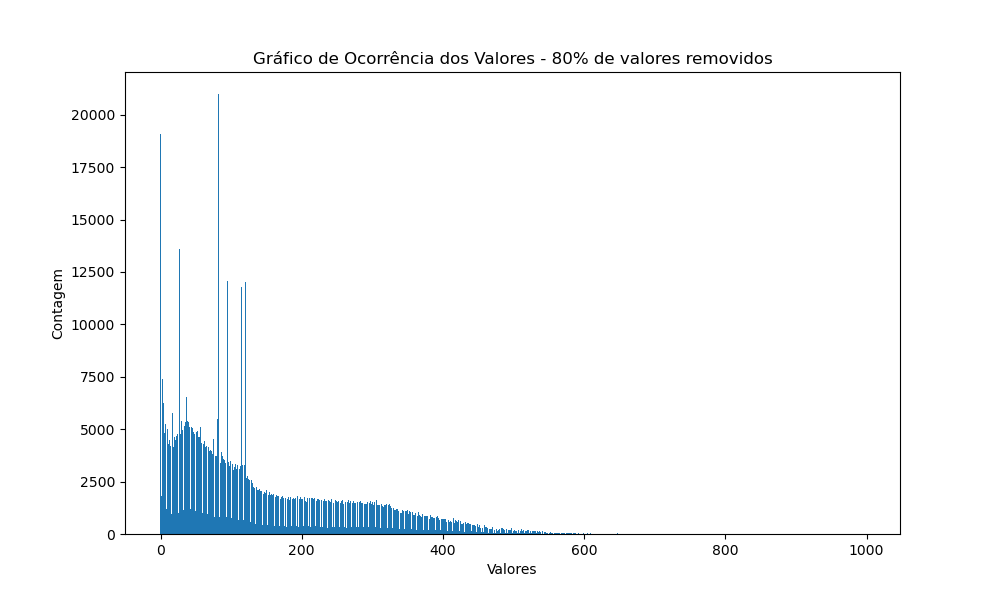 Gráfico de Ocorrência dos Valores - 80% de valores removidos
20000
17500
15000
12500
10000
7500
5000
2500
0
Contagem
0 200 400 600 800 1000
Valores